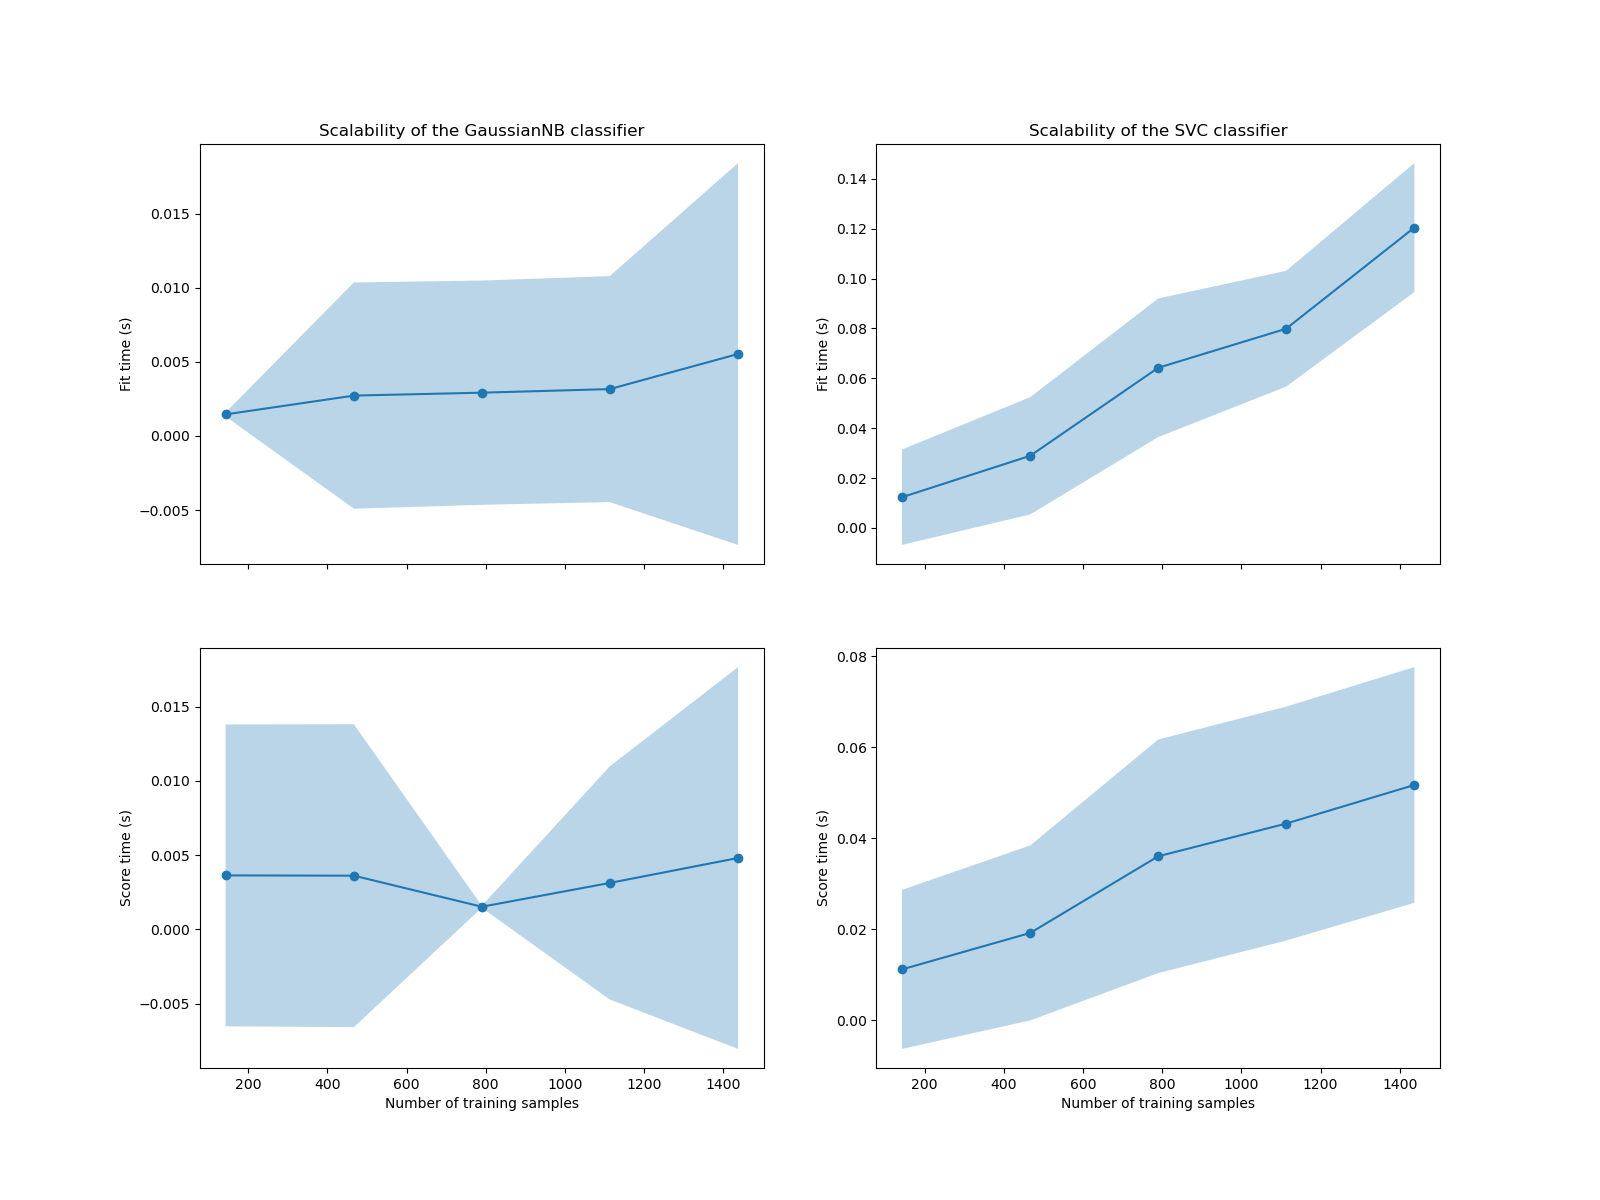 Scalability of the GaussianNB classifier
Fit time (s)
0.015
0.010
0.005
0.000
−0.005
Scalability of the SVC classifier
Fit time (s)
0.14
0.12
0.10
0.08
0.06
0.04
0.02
0.00
Score time (s)
0.015
0.010
0.005
0.000
−0.005
200 400 600 800 1000 1200 1400
Number of training samples
Score time (s)
0.08
0.06
0.04
0.02
0.00
200 400 600 800 1000 1200 1400
Number of training samples